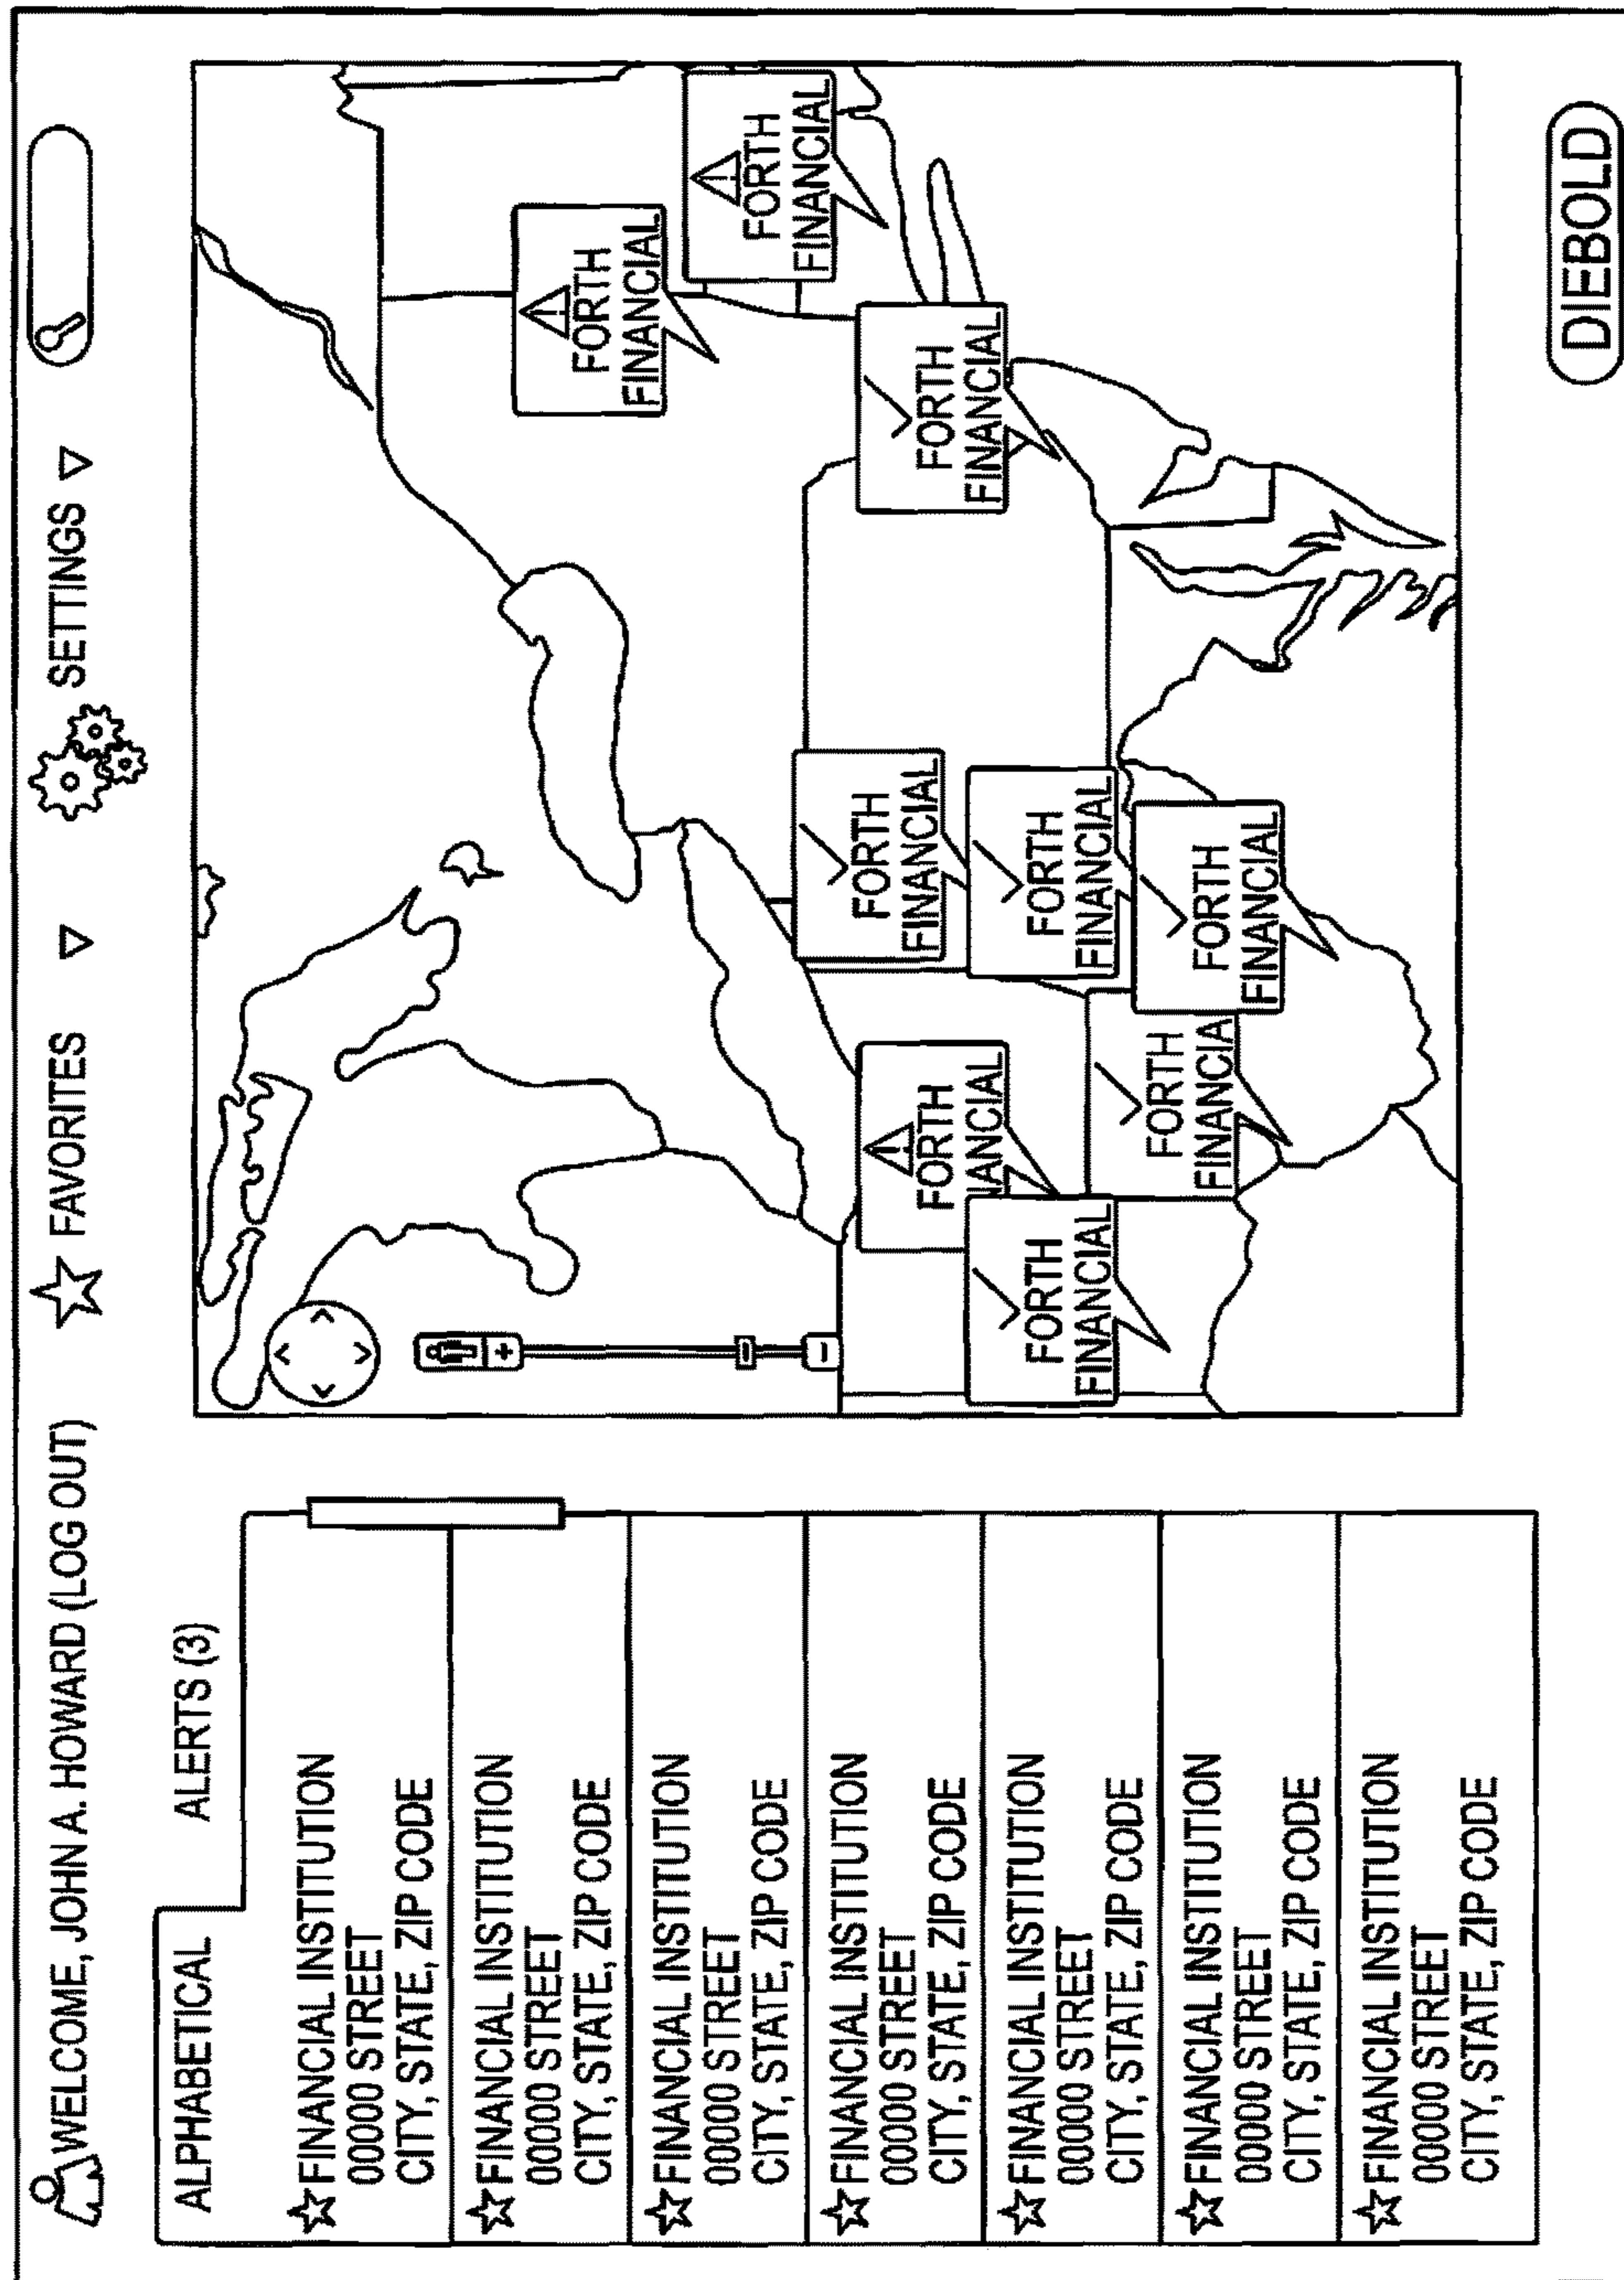 WELCOME, JOHN A. HOWARD (LOG OUT)
FAVORITES
SETTINGS
ALPHABETICAL
ALERTS (3)
FINANCIAL INSTITUTION
00000 STREET
CITY, STATE, ZIP CODE
FINANCIAL INSTITUTION
00000 STREET
CITY, STATE, ZIP CODE
FINANCIAL INSTITUTION
00000 STREET
CITY, STATE, ZIP CODE
FINANCIAL INSTITUTION
00000 STREET
CITY, STATE, ZIP CODE
FINANCIAL INSTITUTION
00000 STREET
CITY, STATE, ZIP CODE
FINANCIAL INSTITUTION
00000 STREET
CITY, STATE, ZIP CODE
FINANCIAL INSTITUTION
00000 STREET
CITY, STATE, ZIP CODE
FORTH
FINANCIAL
FORTH
FINANCIAL
FORTH
FINANCIAL
FORTH
NANCIAL
FORTH
FINANCIAL
FORTH
FINANCIAL
FORTH
FINANCIAL
FORTH
FINANCIA
FORTH
FINANCIAL
DIEBOLD